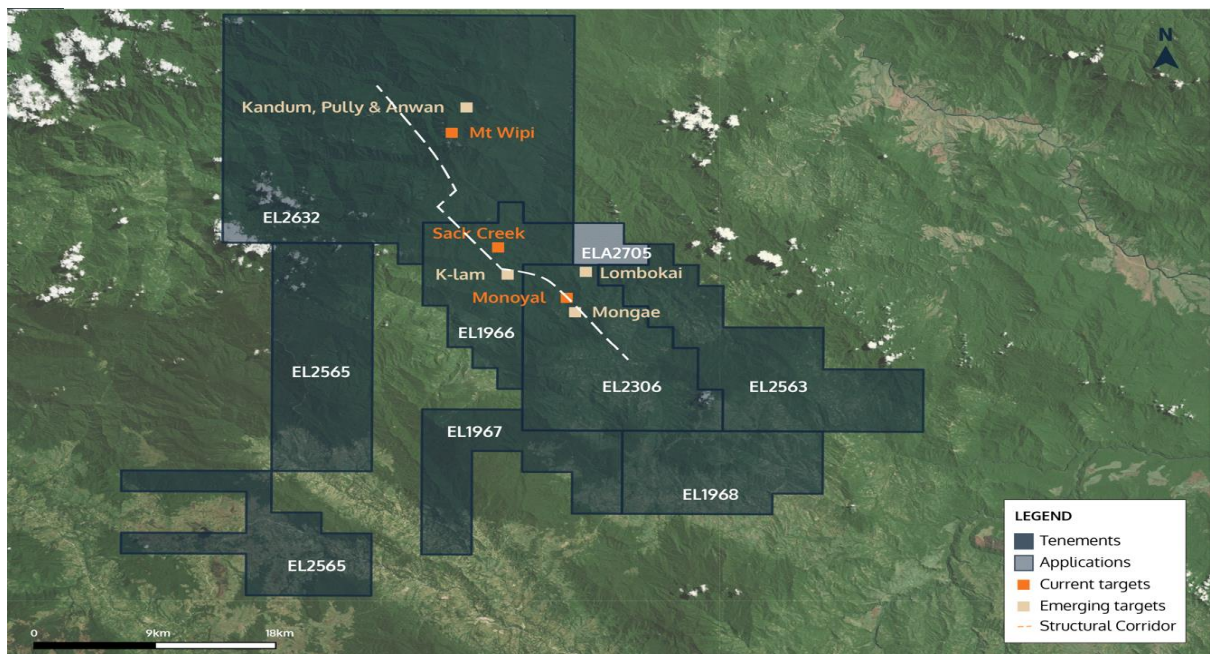 N
Kandum, Pully & Anwan
Mt Wipi
EL2632
Sack Creek
ELA2705
K-lam
Lombokai
Monoyal
Mongae
EL1966
EL2565
EL2306
EL2563
EL1967
EL1968
EL2565
LEGEND
Tenements
Applications
Current targets
Emerging targets
Structural Corridor
0 9km 18km